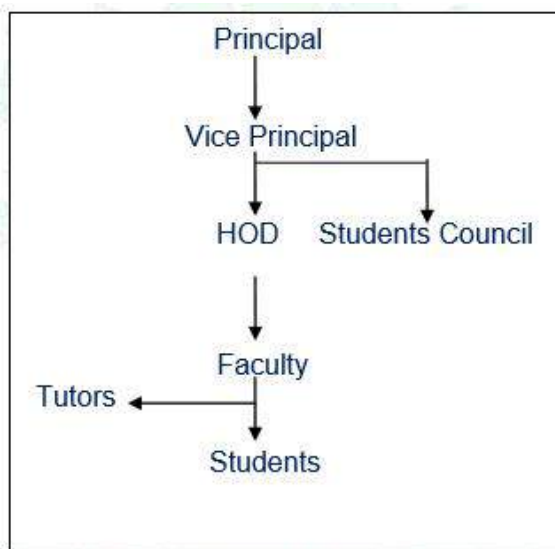 Principal
Vice Principal
HOD Students Council
Faculty
Tutors
Students